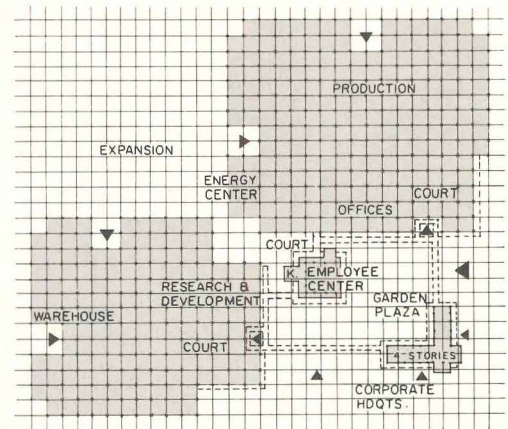 PRODUCTION
EXPANSION
ENERGY
CENTER
COURT
OFFICES
COURT
K.
EMPLOYEE
CENTER
RESEARCH &
DEVELOPMENT
GARDEN
PLAZA
WAREHOUSE
COURT
4 STORIES
CORPORATE
HDQTS.